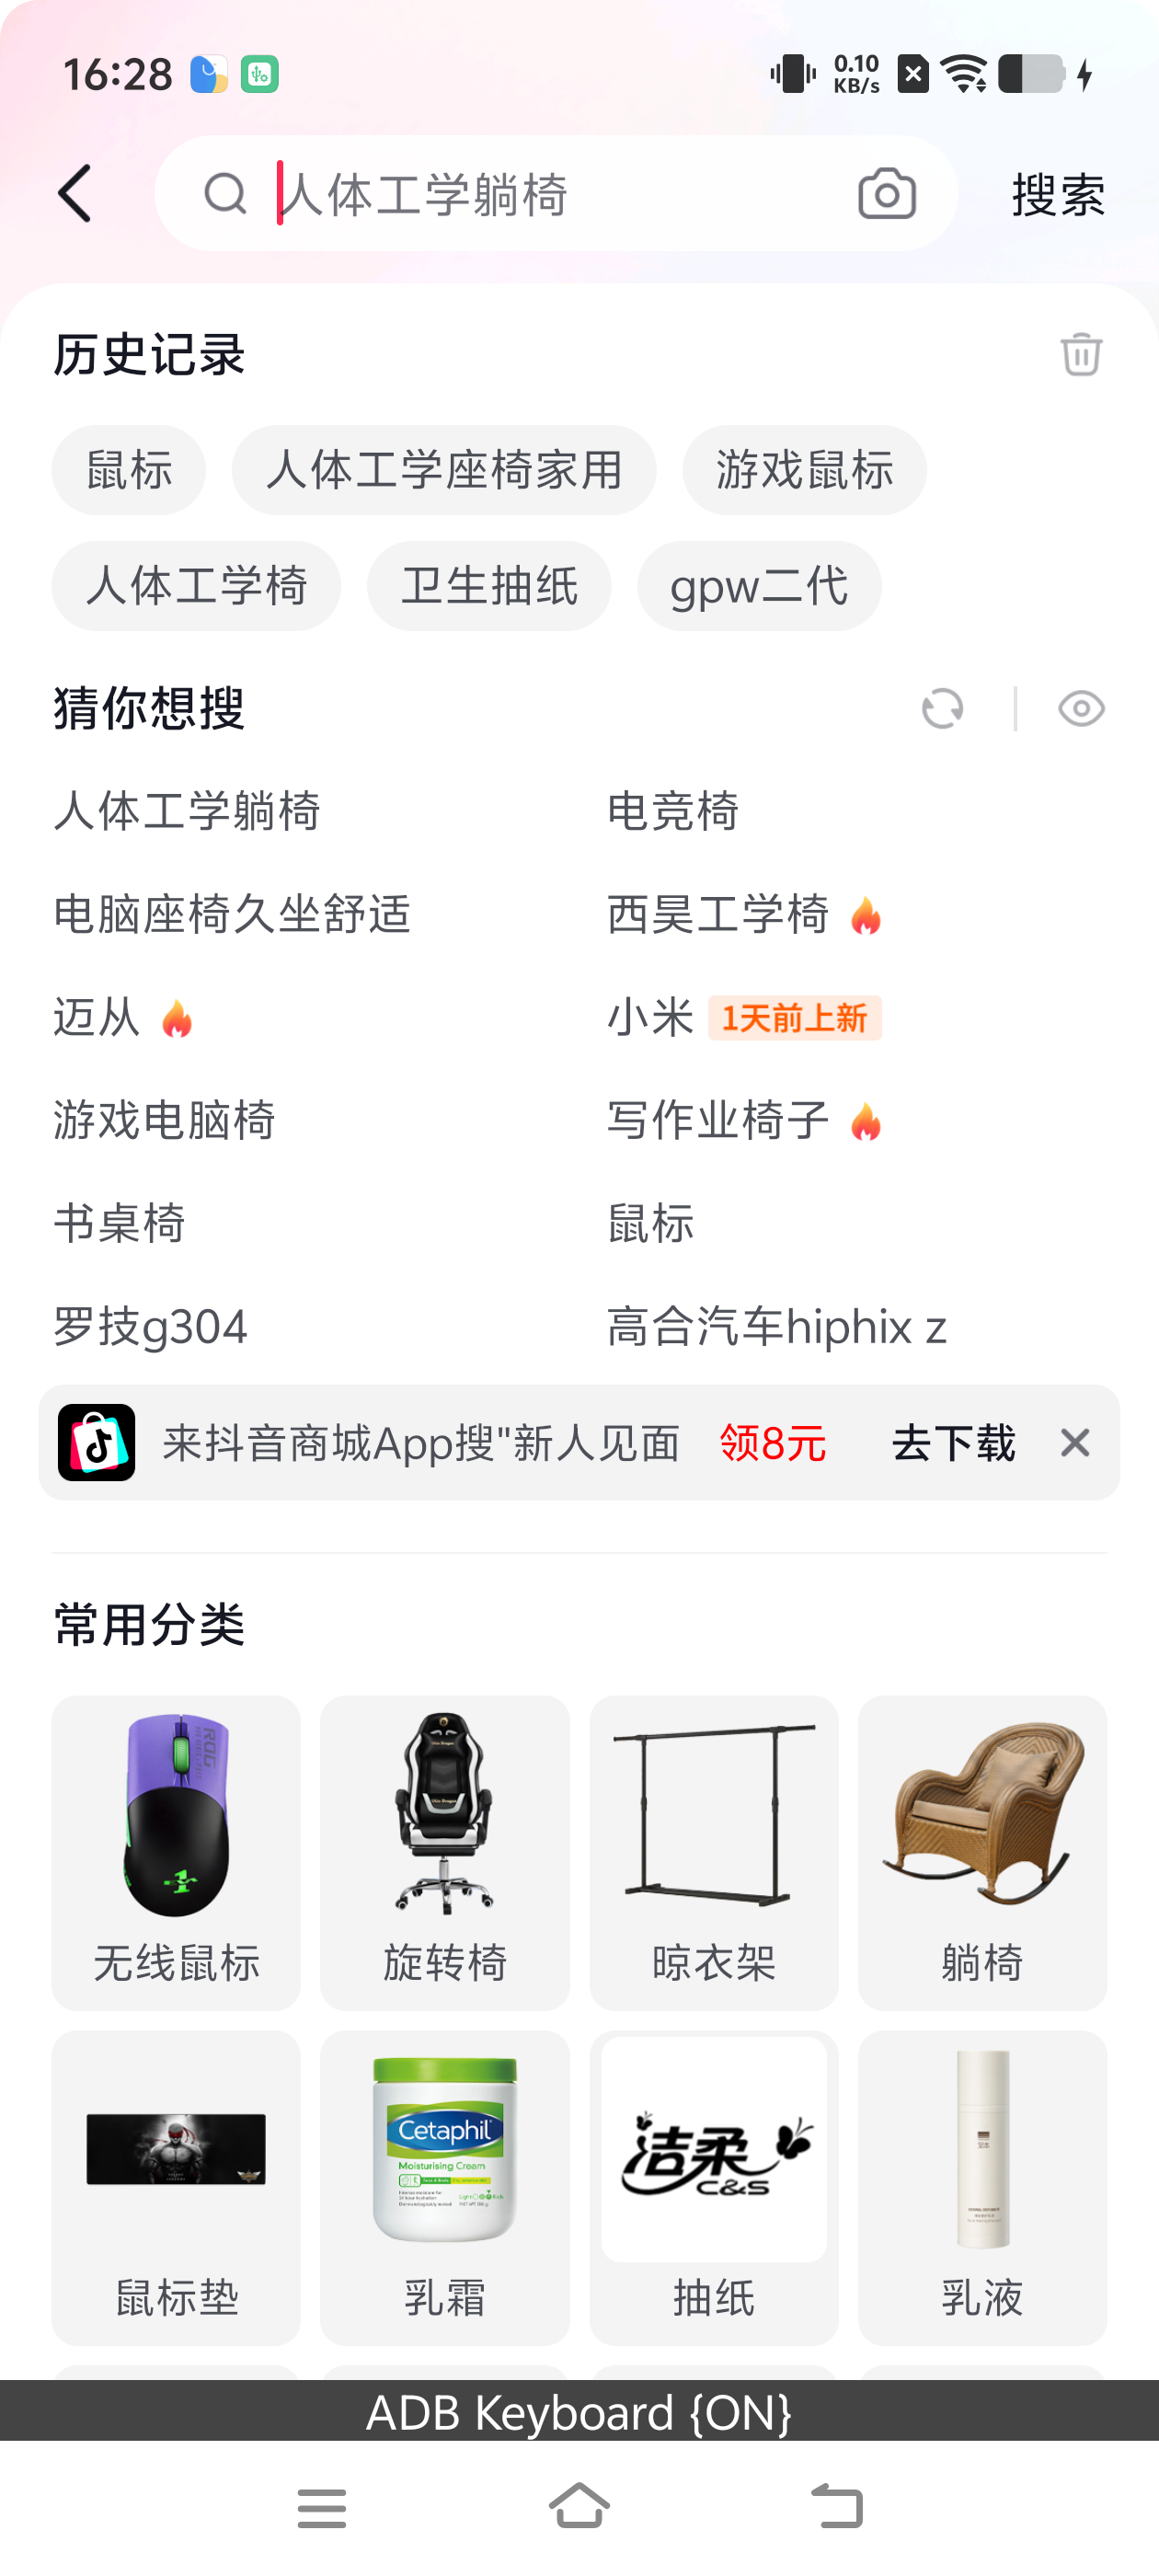 16:28
0.10
KB/s
人体工学躺椅
搜索
历史记录
鼠标
人体工学座椅家用
游戏鼠标
人体工学椅
卫生抽纸
gpw二代
猜你想搜
人体工学躺椅
电竞椅
电脑座椅久坐舒适
西昊工学椅
迈从
小米 1天前上新
游戏电脑椅
写作业椅子
书桌椅
鼠标
罗技g304
高合汽车hiphix z
来抖音商城App搜"新人见面 领8元 去下载
常用分类
ROG
无线鼠标
旋转椅
晾衣架
躺椅
Cetaphil
Moisturising Cream
洁柔
C&S
鼠标垫
乳霜
抽纸
乳液
ADB Keyboard {ON}